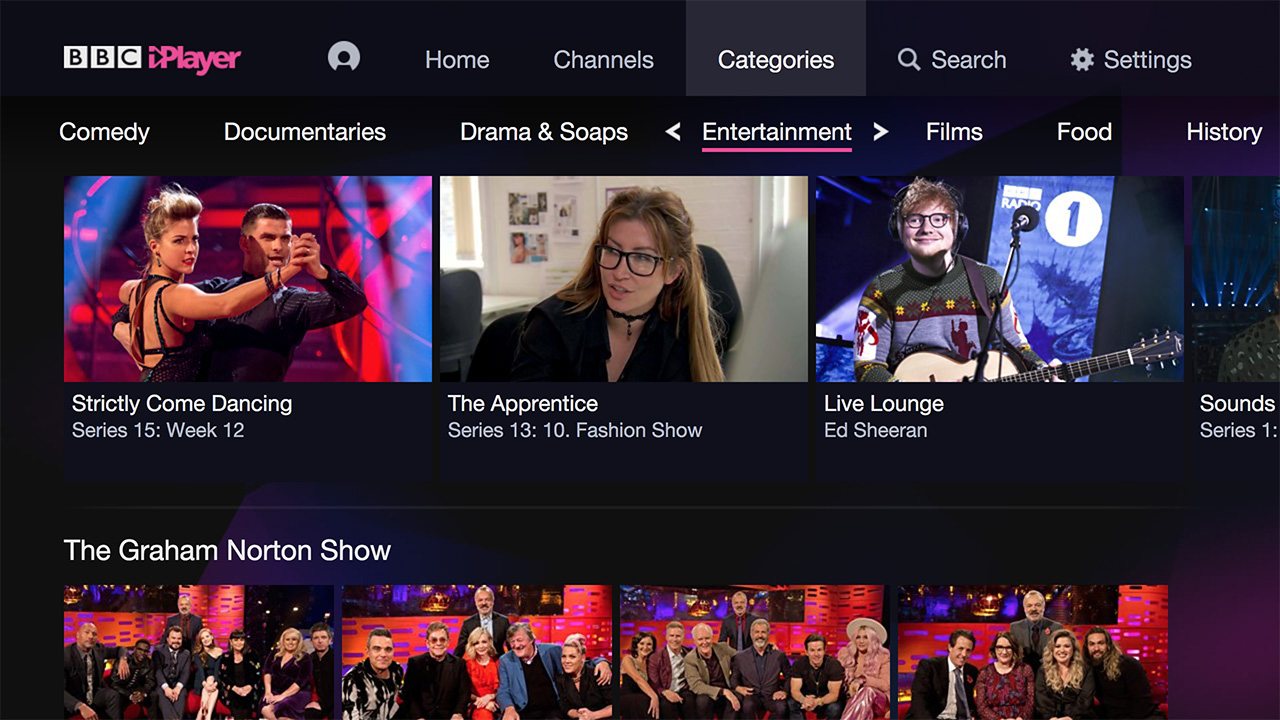 BBC iPlayer
Home
Channels
Categories
Search
Settings
Comedy
Documentaries
Drama & Soaps
Entertainment
Films
Food
History
BBC
RADIO
1
Strictly Come Dancing
Series 15: Week 12
The Apprentice
Series 13: 10. Fashion Show
Live Lounge
Ed Sheeran
Sounds
Series 1:
The Graham Norton Show